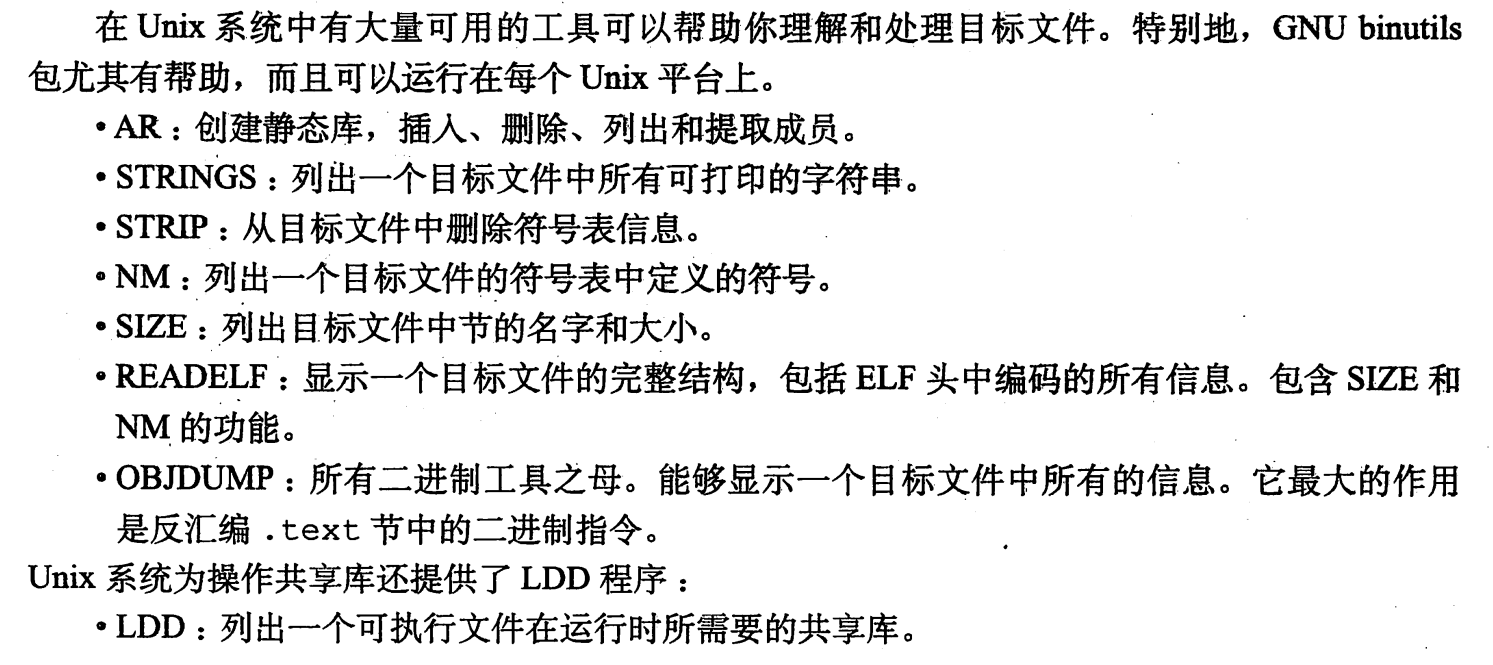 在 Unix 系统中有大量可用的工具可以帮助你理解和处理目标文件。特别地，GNU binutils
包尤其有帮助，而且可以运行在每个 Unix 平台上。
• AR：创建静态库，插入、删除、列出和提取成员。
• STRINGS：列出一个目标文件中所有可打印的字符串。
• STRIP：从目标文件中删除符号表信息。
• NM：列出一个目标文件的符号表中定义的符号。
• SIZE：列出目标文件中节的名字和大小。
• READELF：显示一个目标文件的完整结构，包括 ELF 头中编码的所有信息。包含 SIZE 和
NM 的功能。
• OBJDUMP：所有二进制工具之母。能够显示一个目标文件中所有的信息。它最大的作用
是反汇编 .text 节中的二进制指令。
Unix 系统为操作共享库还提供了 LDD 程序：
• LDD：列出一个可执行文件在运行时所需要的共享库。